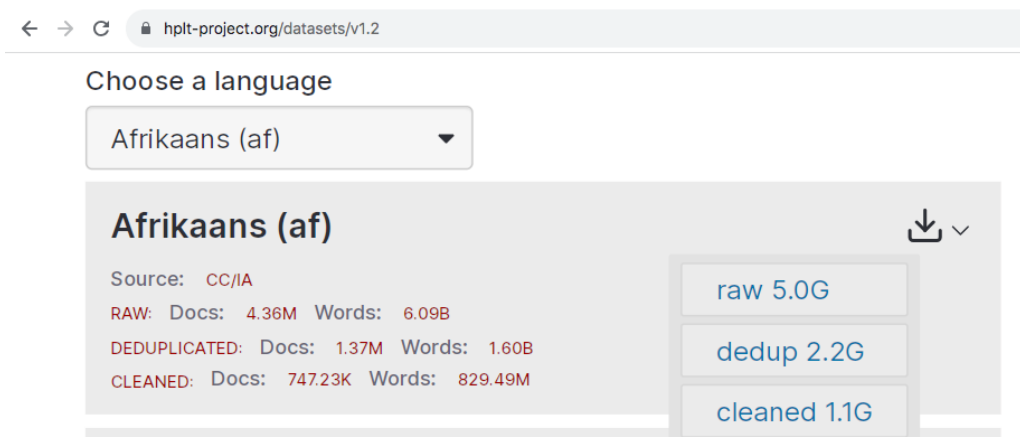 hplt-project.org/datasets/v1.2
Choose a language
Afrikaans (af)
Afrikaans (af)
Source: CC/IA
RAW: Docs: 4.36M Words: 6.09B
DEDUPLICATED: Docs: 1.37M Words: 1.60B
CLEANED: Docs: 747.23K Words: 829.49M
raw 5.0G
dedup 2.2G
cleaned 1.1G